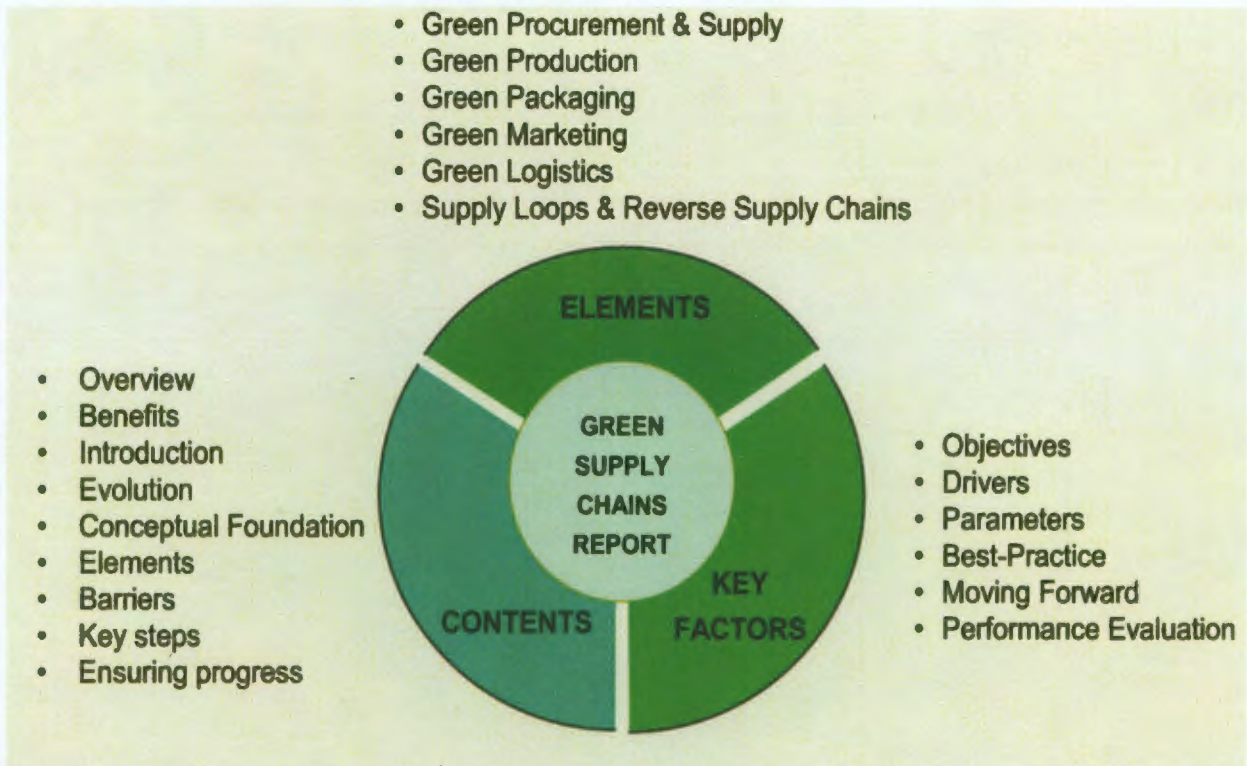 • Green Procurement & Supply
• Green Production
• Green Packaging
• Green Marketing
• Green Logistics
• Supply Loops & Reverse Supply Chains
ELEMENTS
• Overview
• Benefits
• Introduction
• Evolution
• Conceptual Foundation
• Elements
• Barriers
• Key steps
• Ensuring progress
GREEN
SUPPLY
CHAINS
REPORT
CONTENTS
KEY
FACTORS
• Objectives
• Drivers
• Parameters
• Best-Practice
• Moving Forward
• Performance Evaluation